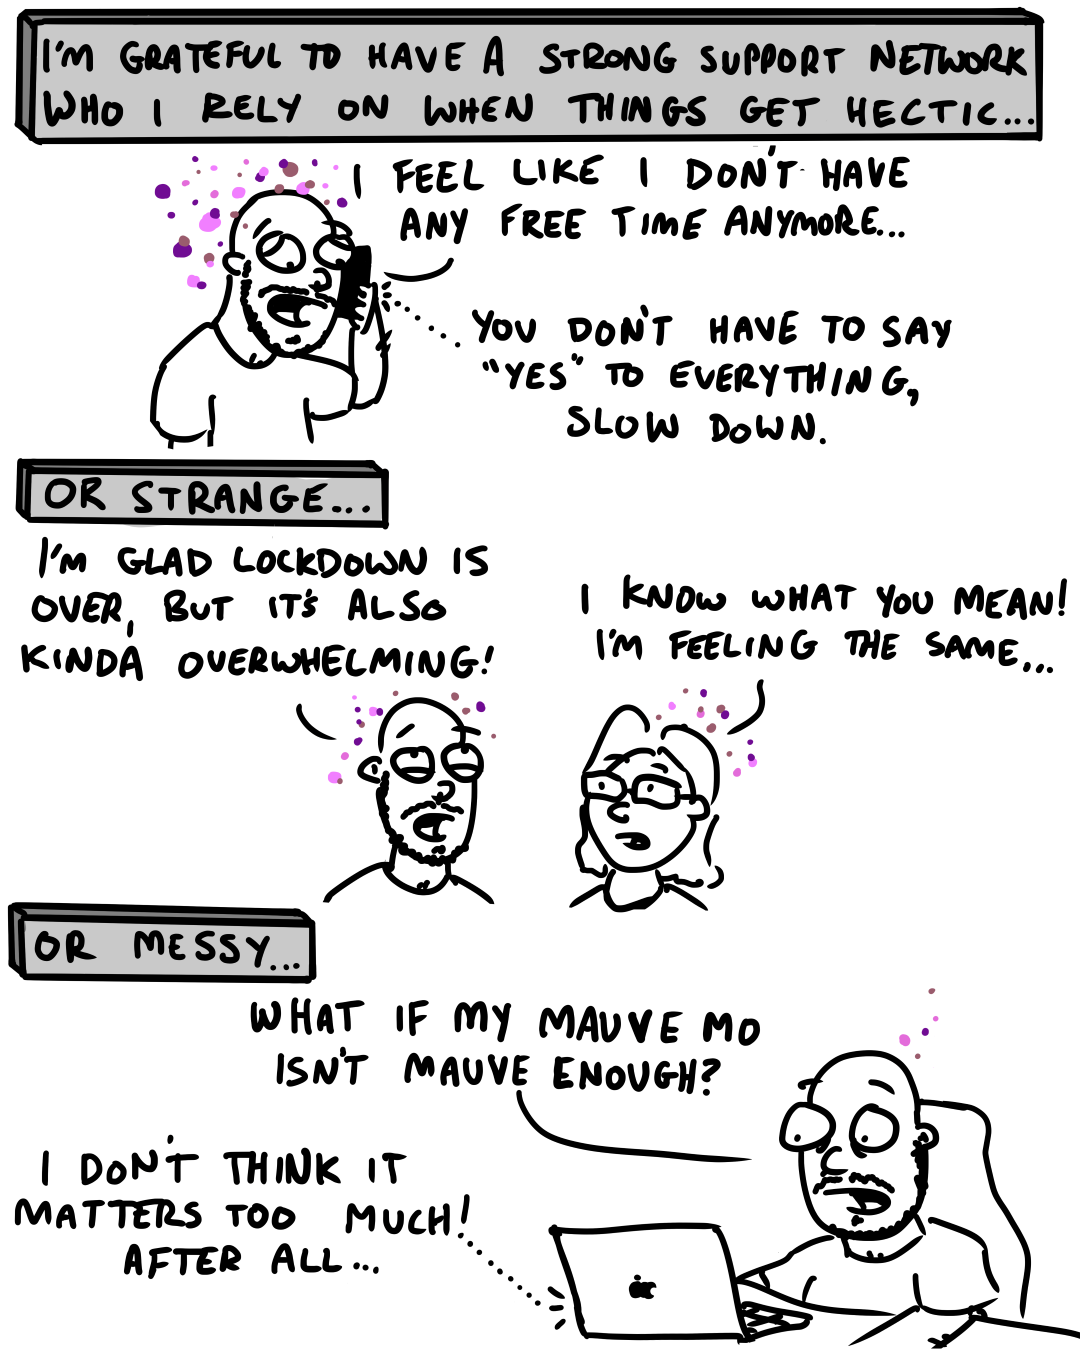 I'M GRATEFUL TO HAVE A STRONG SUPPORT NETWORK
WHO I RELY ON WHEN THINGS GET HECTIC...
I FEEL LIKE I DON'T HAVE
ANY FREE TIME ANYMORE...
YOU DON'T HAVE TO SAY
"YES" TO EVERYTHING,
SLOW DOWN.
OR STRANGE...
I'M GLAD LOCKDOWN IS
OVER, BUT IT'S ALSO
KINDA OVERWHELMING!
I KNOW WHAT YOU MEAN!
I'M FEELING THE SAME...
OR MESSY...
WHAT IF MY MAUVE MO
ISN'T MAUVE ENOUGH?
I DON'T THINK IT
MATTERS TOO MUCH!
AFTER ALL...